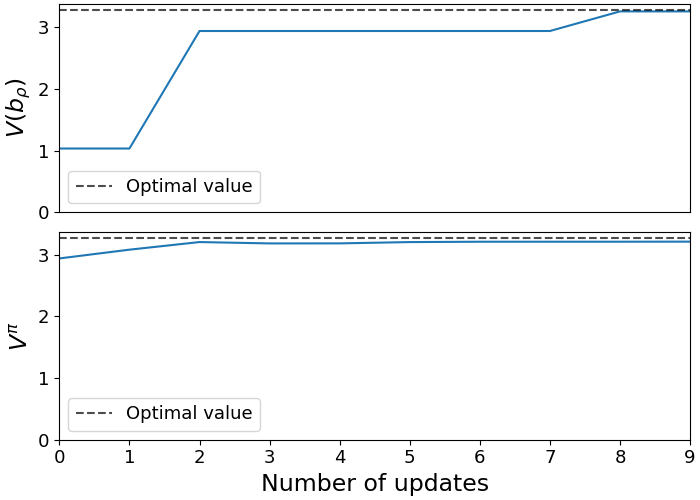 3
2
1
0
V(b_ρ)
Optimal value
3
2
1
0
V^π
Optimal value
0 1 2 3 4 5 6 7 8 9
Number of updates